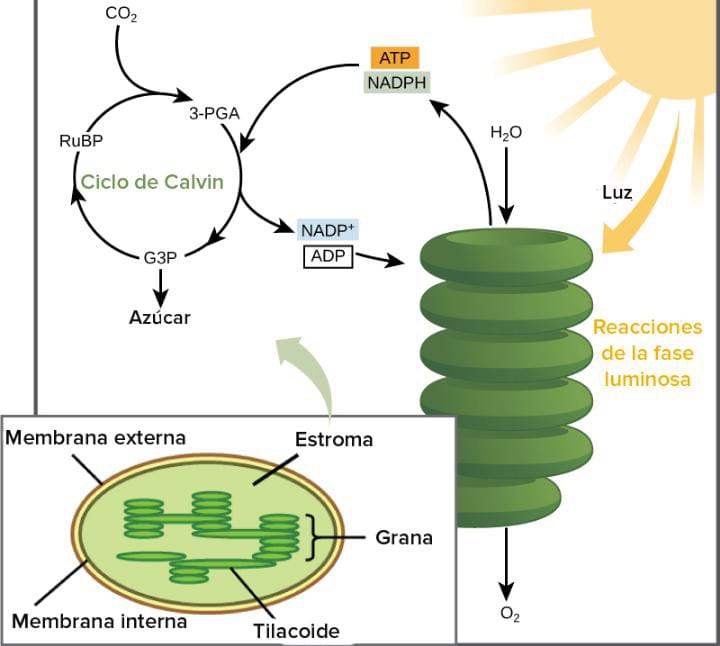 CO₂
ATP
NADPH
3-PGA
RuBP
H₂O
Ciclo de Calvin
Luz
NADP⁺
ADP
G3P
Azúcar
Reacciones
de la fase
luminosa
Membrana externa
Estroma
Grana
Membrana interna
Tilacoide
O₂